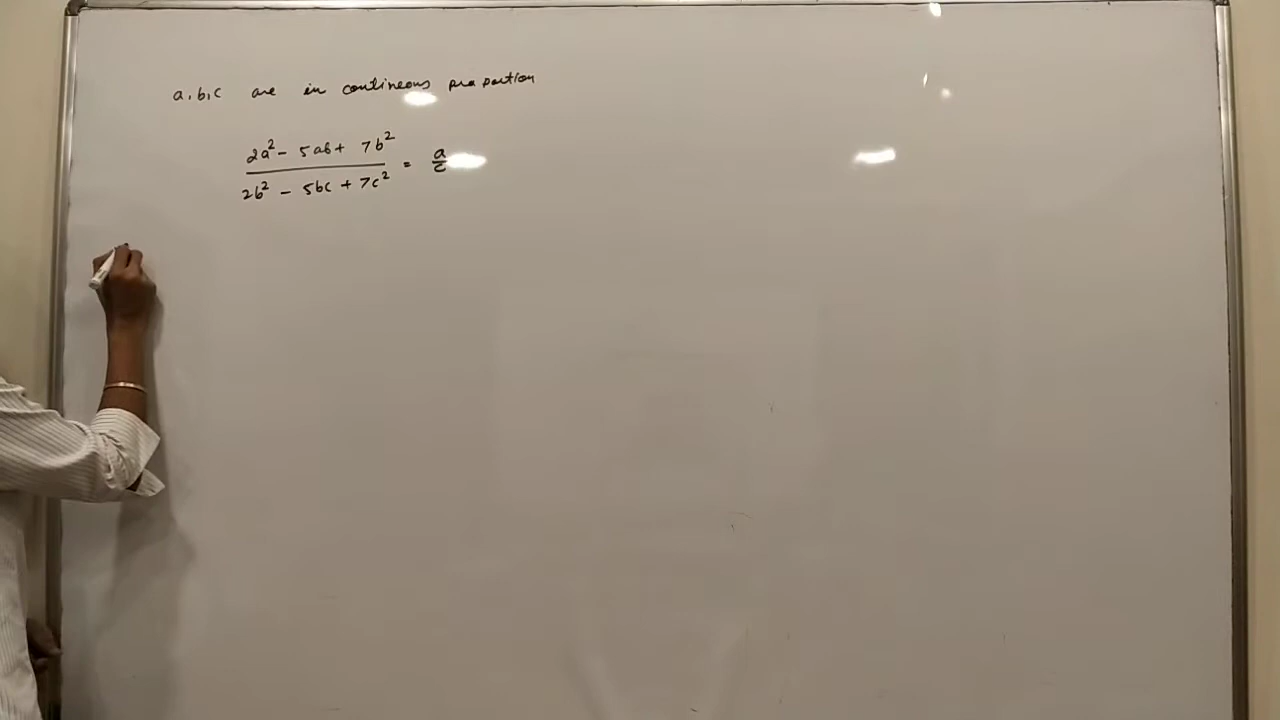 a, b, c are in contineous proportion
2a² - 5ab + 7b² / 2b² - 5bc + 7c² = a/c